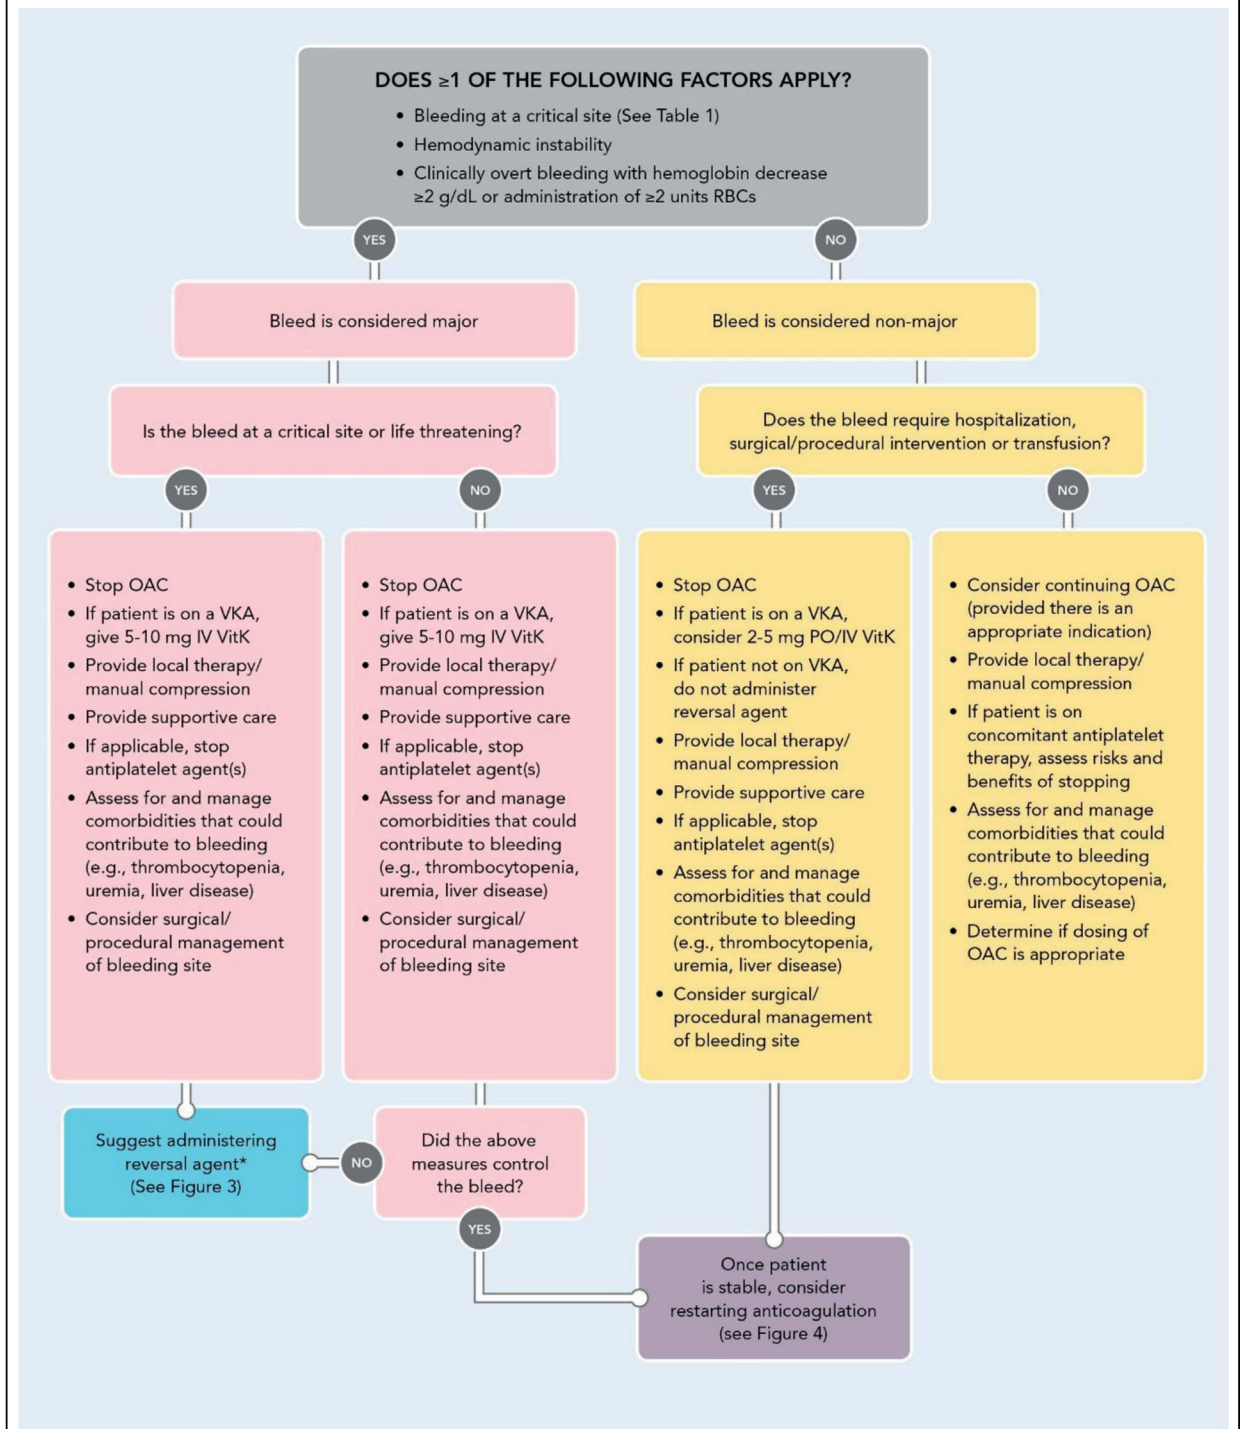 DOES ≥1 OF THE FOLLOWING FACTORS APPLY?
• Bleeding at a critical site (See Table 1)
• Hemodynamic instability
• Clinically overt bleeding with hemoglobin decrease
≥2 g/dL or administration of ≥2 units RBCs
YES
NO
Bleed is considered major
Bleed is considered non-major
Is the bleed at a critical site or life threatening?
Does the bleed require hospitalization,
surgical/procedural intervention or transfusion?
YES
NO
YES
NO
• Stop OAC
• If patient is on a VKA,
give 5-10 mg IV VitK
• Provide local therapy/
manual compression
• Provide supportive care
• If applicable, stop
antiplatelet agent(s)
• Assess for and manage
comorbidities that could
contribute to bleeding
(e.g., thrombocytopenia,
uremia, liver disease)
• Consider surgical/
procedural management
of bleeding site
• Stop OAC
• If patient is on a VKA,
give 5-10 mg IV VitK
• Provide local therapy/
manual compression
• Provide supportive care
• If applicable, stop
antiplatelet agent(s)
• Assess for and manage
comorbidities that could
contribute to bleeding
(e.g., thrombocytopenia,
uremia, liver disease)
• Consider surgical/
procedural management
of bleeding site
• Stop OAC
• If patient is on a VKA,
consider 2-5 mg PO/IV VitK
• If patient not on VKA,
do not administer
reversal agent
• Provide local therapy/
manual compression
• Provide supportive care
• If applicable, stop
antiplatelet agent(s)
• Assess for and manage
comorbidities that could
contribute to bleeding
(e.g., thrombocytopenia,
uremia, liver disease)
• Consider surgical/
procedural management
of bleeding site
• Consider continuing OAC
(provided there is an
appropriate indication)
• Provide local therapy/
manual compression
• If patient is on
concomitant antiplatelet
therapy, assess risks and
benefits of stopping
• Assess for and manage
comorbidities that could
contribute to bleeding
(e.g., thrombocytopenia,
uremia, liver disease)
• Determine if dosing of
OAC is appropriate
Suggest administering
reversal agent*
(See Figure 3)
NO
Did the above
measures control
the bleed?
YES
Once patient
is stable, consider
restarting anticoagulation
(see Figure 4)